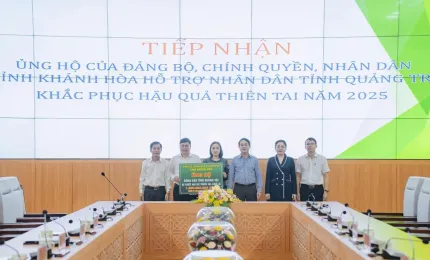 TIẾP NHẬN
ỦNG HỘ CỦA ĐẢNG BỘ, CHÍNH QUYỀN, NHÂN DÂN
ỈNH KHÁNH HÒA HỖ TRỢ NHÂN DÂN TỈNH QUẢNG TR
KHẮC PHỤC HẬU QUẢ THIÊN TAI NĂM 2025